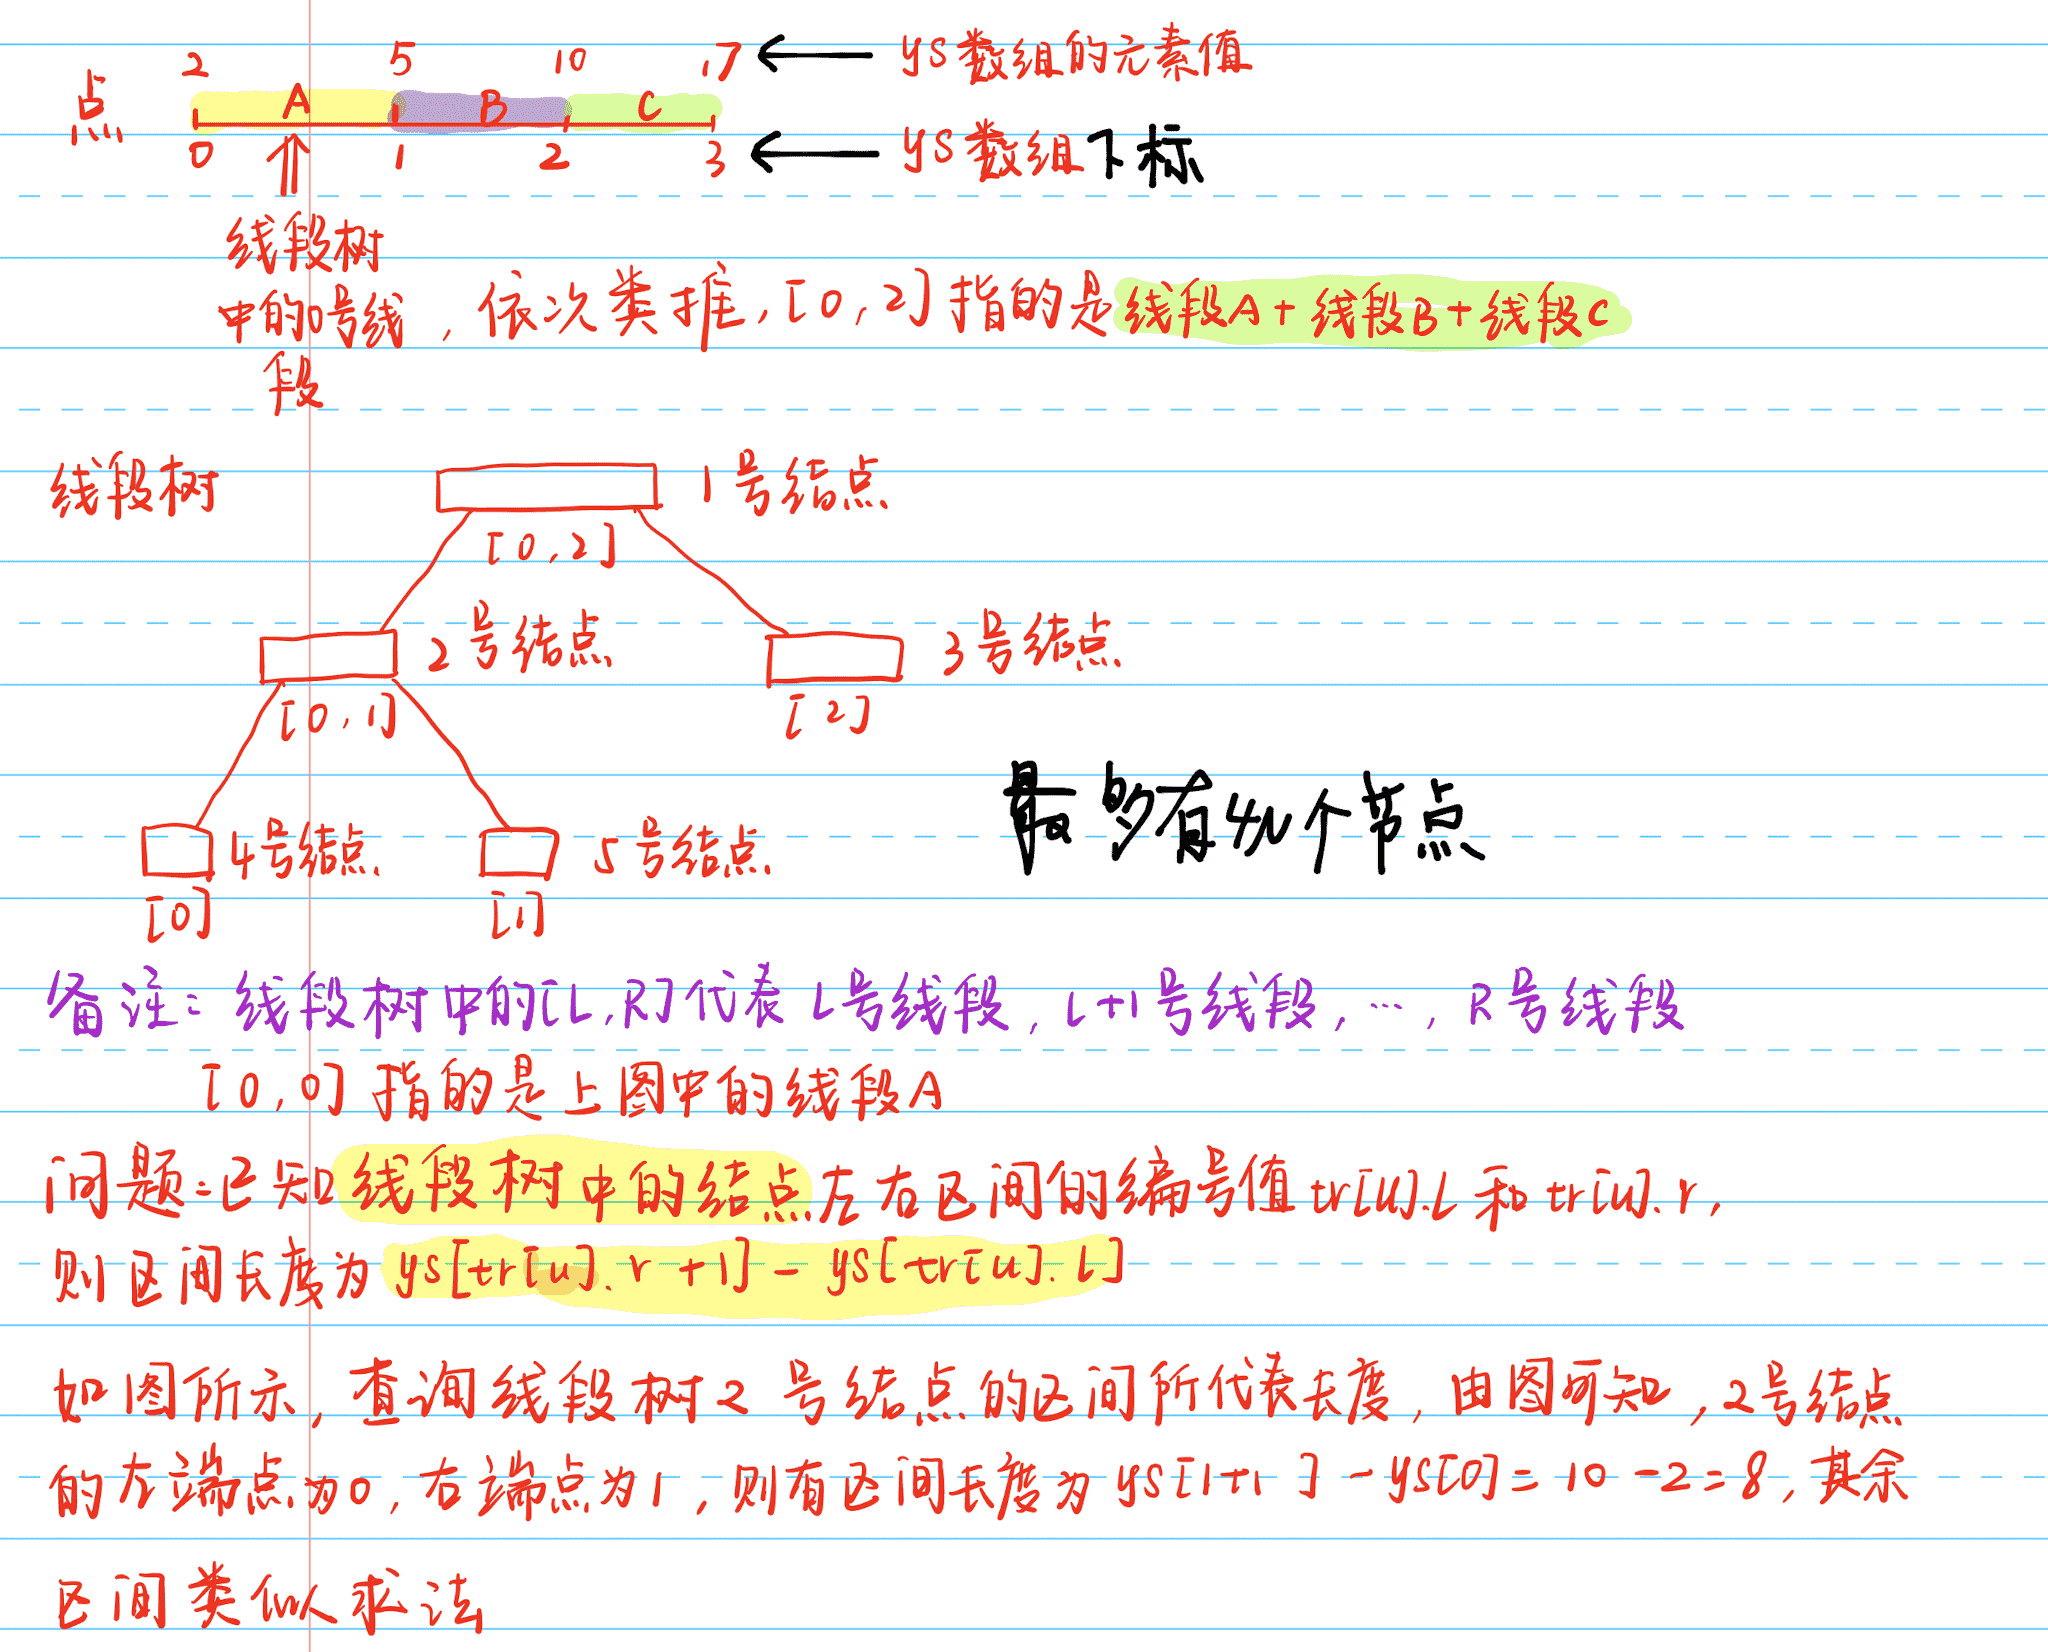 2 5 10 17 ← ys数组的元素值
点 A B C
0 1 2 3 ← ys数组下标
线段树
中的0号线
段
，依次类推，[0,2]指的是线段A+线段B+线段C
线段树 1号结点
[0,2]
2号结点 3号结点
[0,1] [2]
最多有4N个节点
4号结点 5号结点
[0] [1]
备注：线段树中的[L,R]代表L号线段，L+1号线段，…，R号线段
[0,0]指的是上图中的线段A
问题：已知线段树中的结点左右区间的编号值tr[u].L和tr[u].r，
则区间长度为ys[tr[u].r+1]-ys[tr[u].L]
如图所示，查询线段树2号结点的区间所代表长度，由图可知，2号结点
的左端点为0，右端点为1，则有区间长度为ys[1+1]-ys[0]=10-2=8，其余
区间类似求法